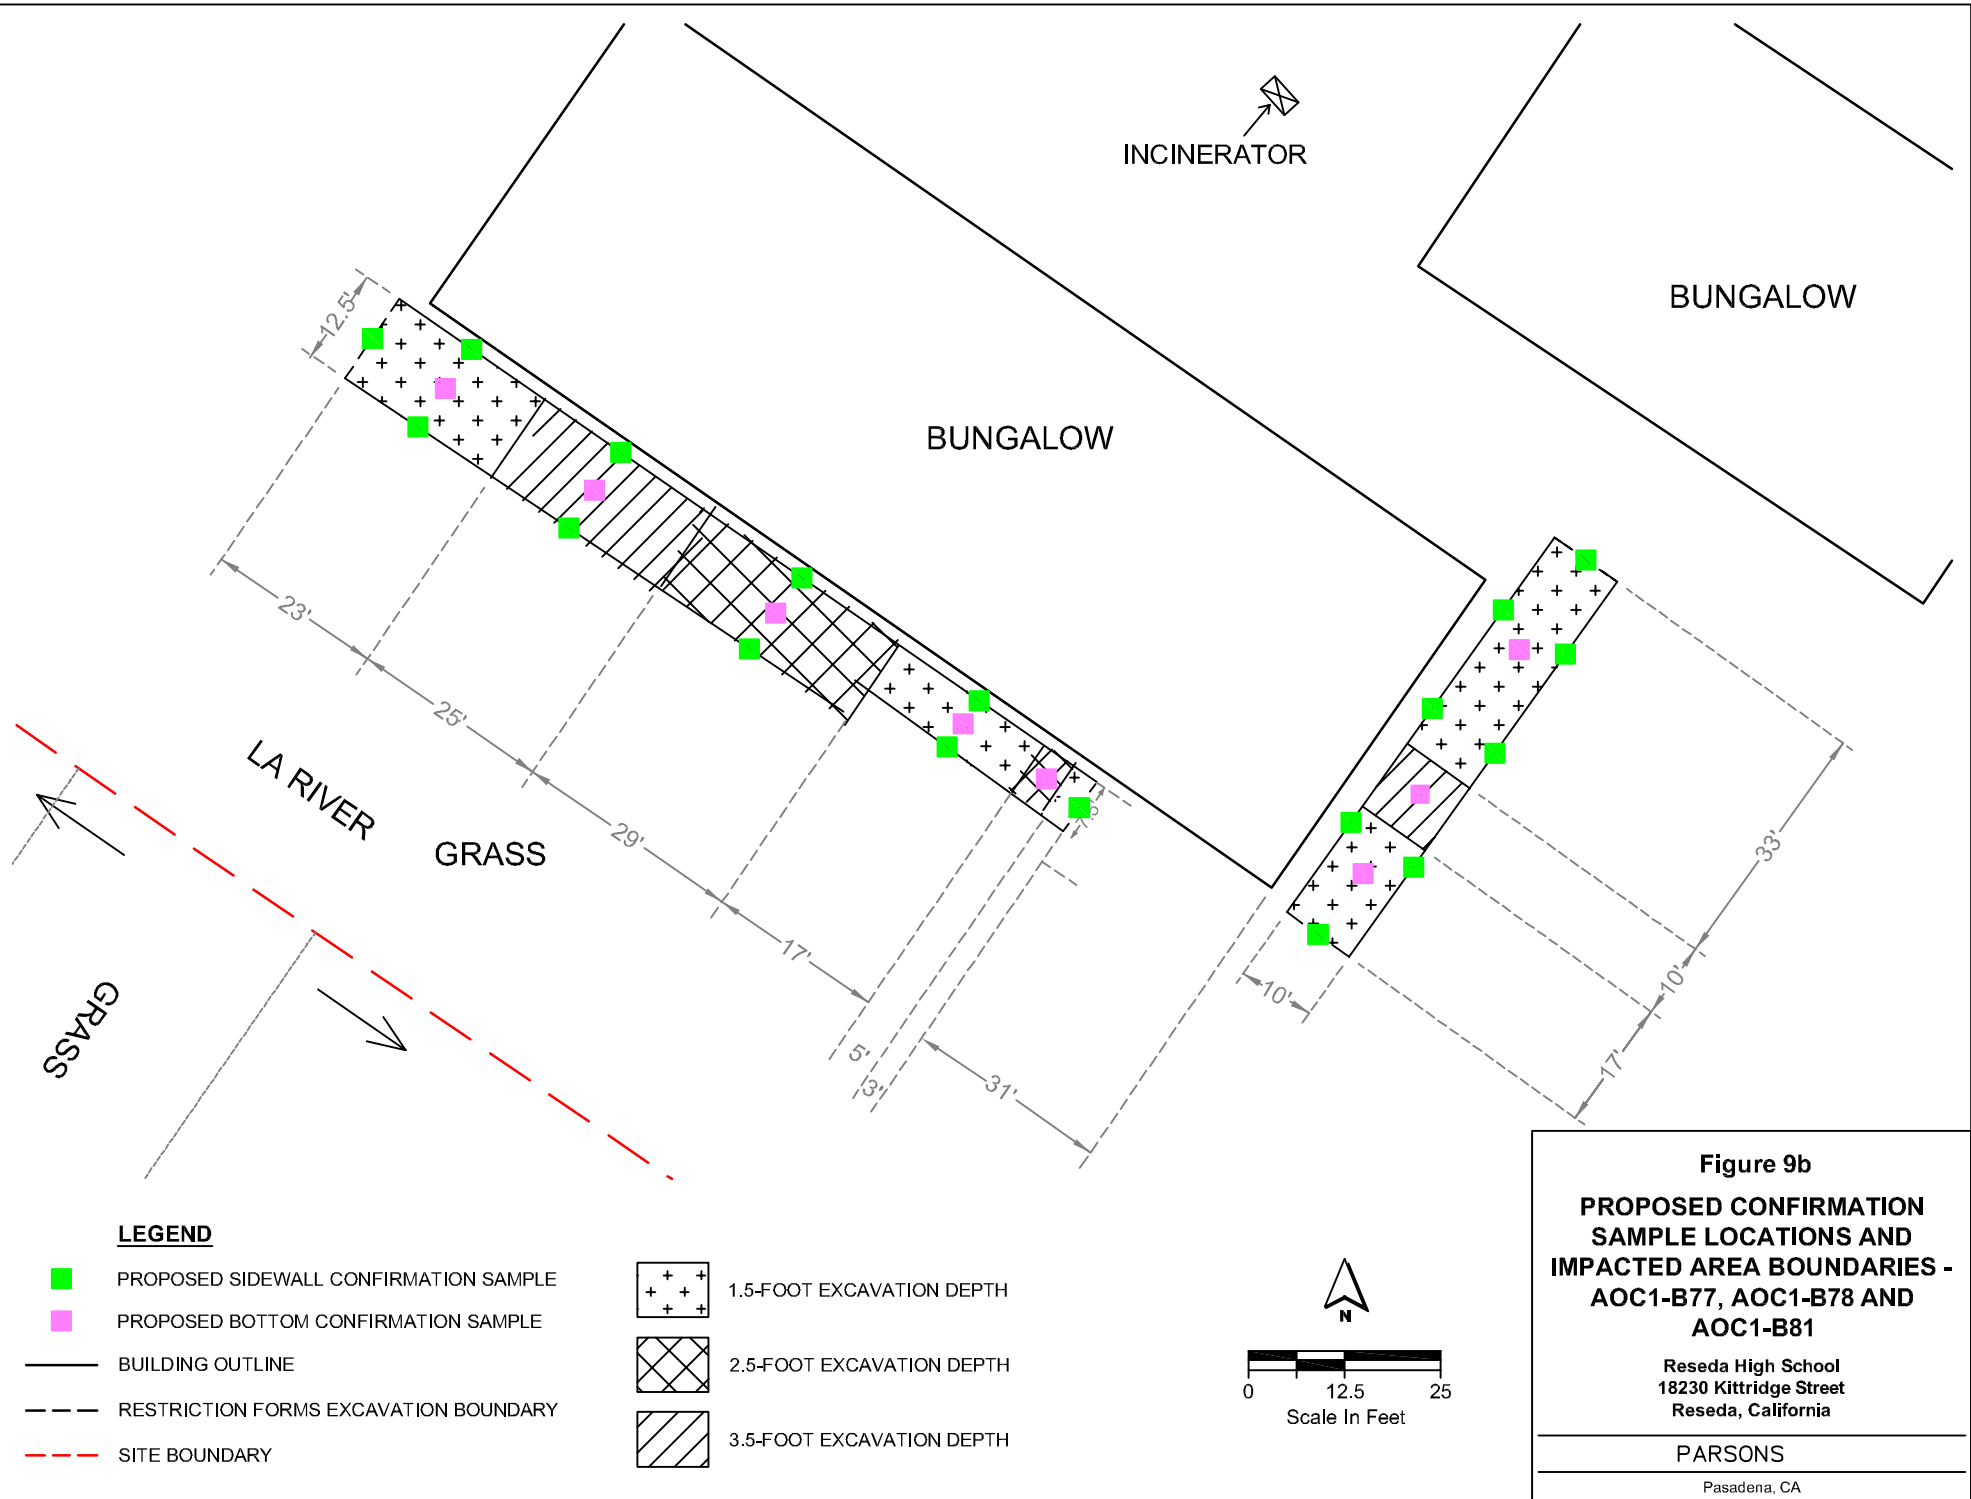 INCINERATOR
BUNGALOW
BUNGALOW
12.5'
23'
25'
29'
17'
5'
3'
31'
7.5'
10'
33'
10'
17'
LA RIVER
GRASS
GRASS
LEGEND
PROPOSED SIDEWALL CONFIRMATION SAMPLE
PROPOSED BOTTOM CONFIRMATION SAMPLE
BUILDING OUTLINE
RESTRICTION FORMS EXCAVATION BOUNDARY
SITE BOUNDARY
1.5-FOOT EXCAVATION DEPTH
2.5-FOOT EXCAVATION DEPTH
3.5-FOOT EXCAVATION DEPTH
N
0 12.5 25
Scale In Feet
Figure 9b
PROPOSED CONFIRMATION
SAMPLE LOCATIONS AND
IMPACTED AREA BOUNDARIES -
AOC1-B77, AOC1-B78 AND
AOC1-B81
Reseda High School
18230 Kittridge Street
Reseda, California
PARSONS
Pasadena, CA